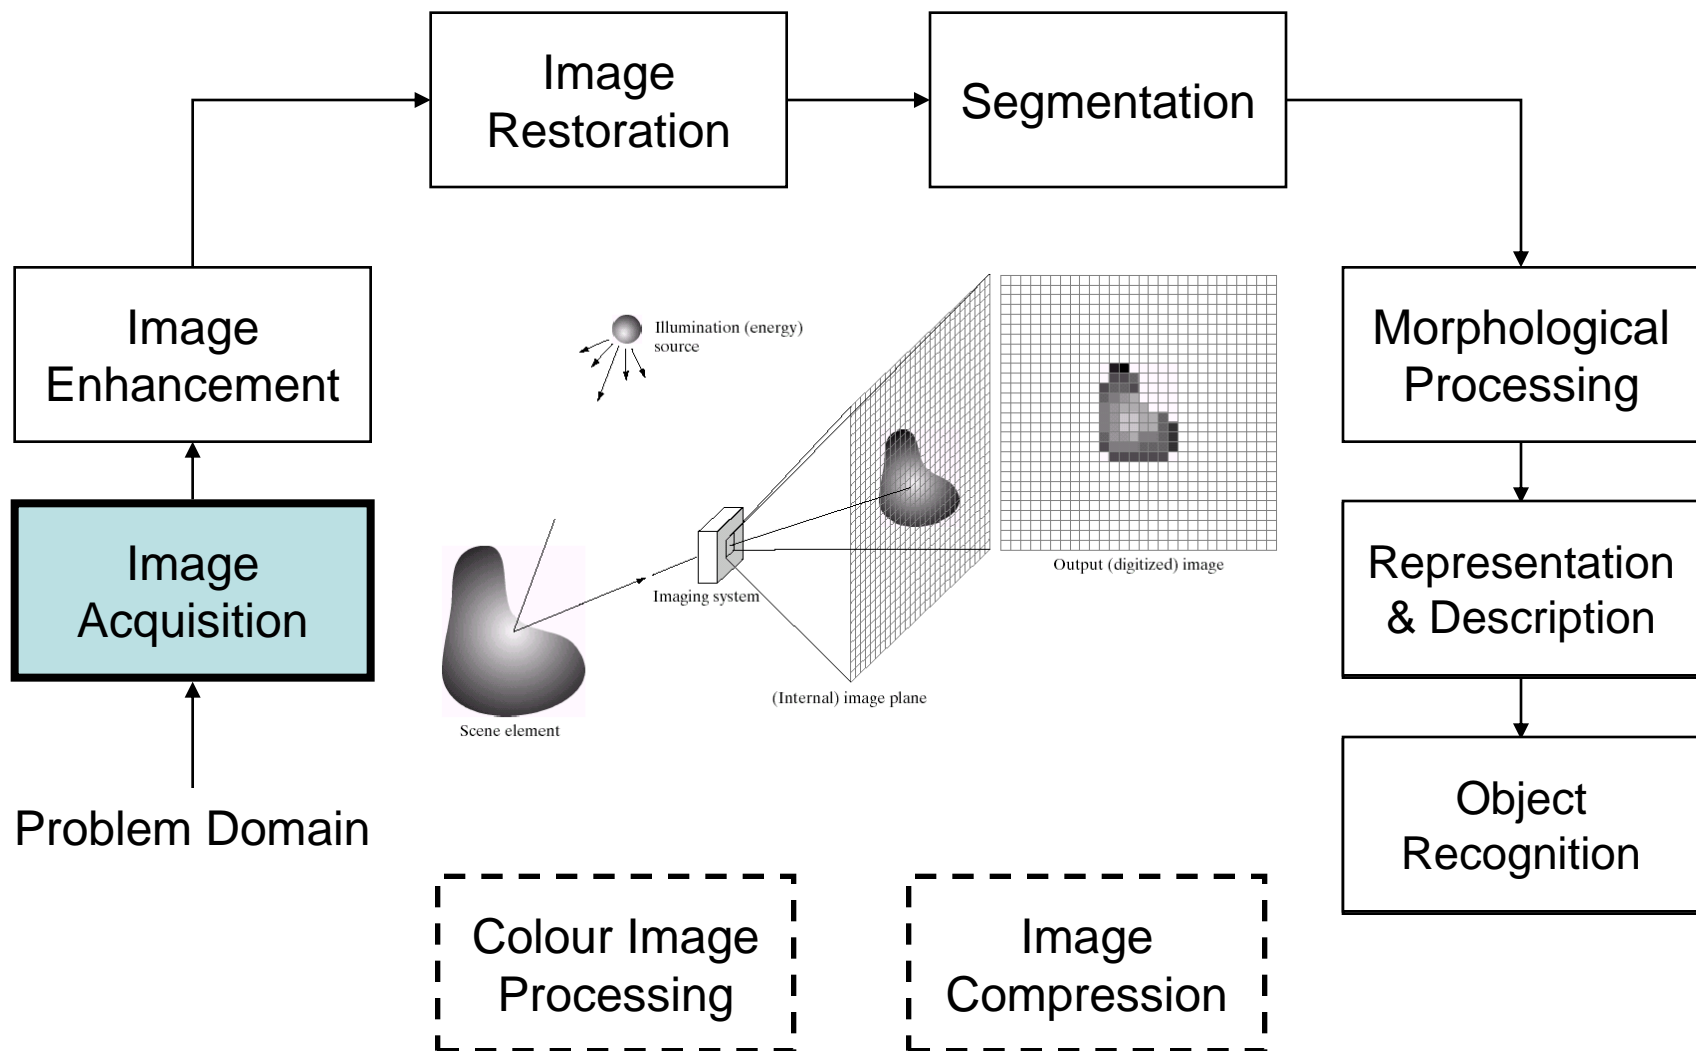 Image
Restoration
Segmentation
Image
Enhancement
Illumination (energy)
source
Morphological
Processing
Image
Acquisition
Imaging system
Output (digitized) image
Representation
& Description
(Internal) image plane
Scene element
Problem Domain
Object
Recognition
Colour Image
Processing
Image
Compression